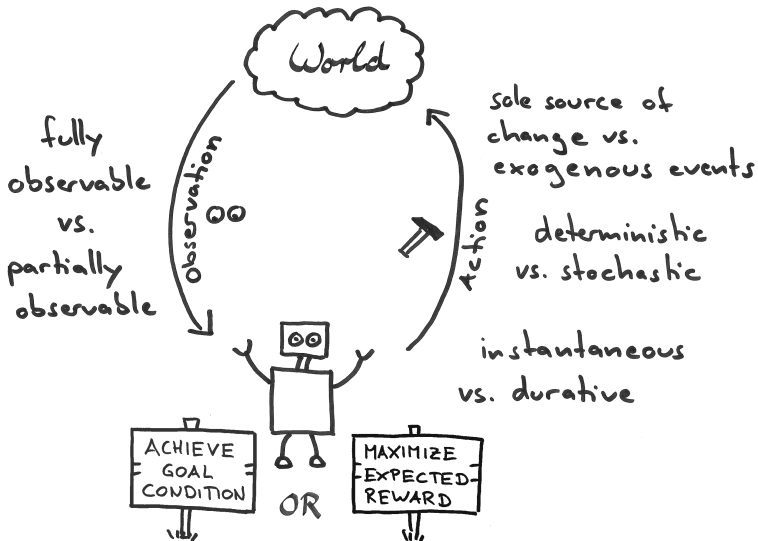 World
fully
observable
vs.
partially
observable
Observation
Action
sole source of
change vs.
exogenous events
deterministic
vs. stochastic
instantaneous
vs. durative
ACHIEVE
GOAL
CONDITION
OR
MAXIMIZE
EXPECTED
REWARD